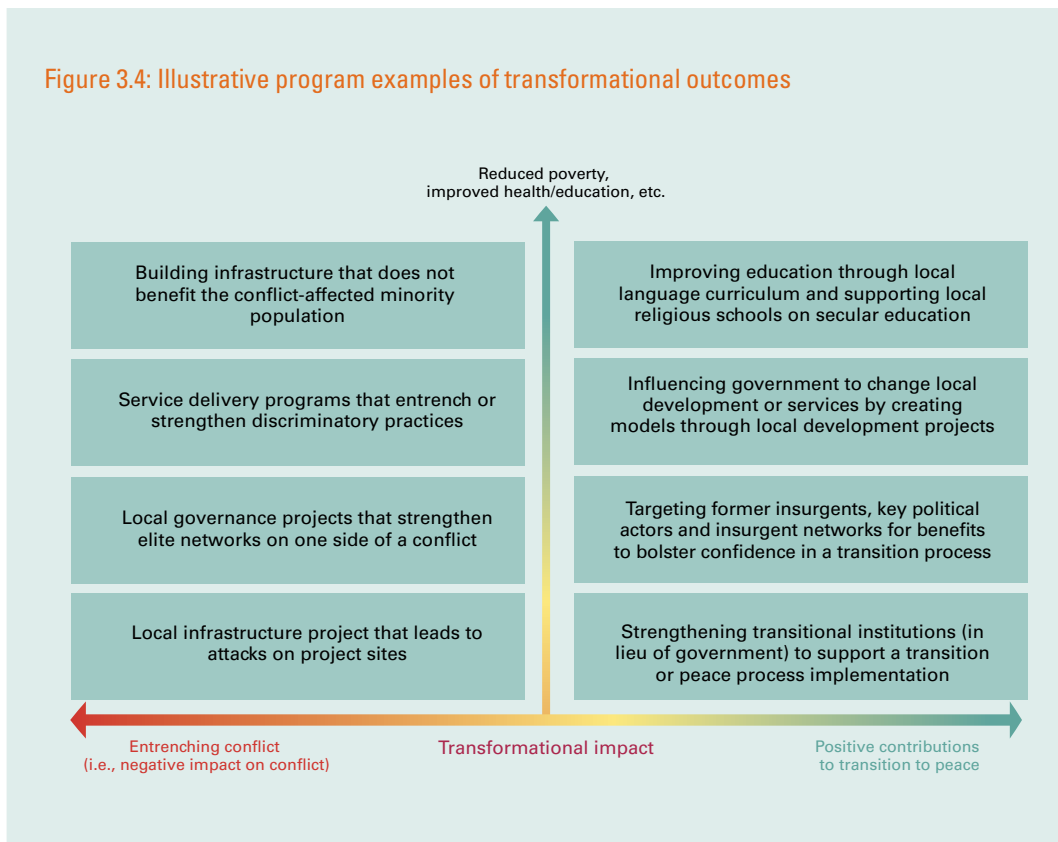 Figure 3.4: Illustrative program examples of transformational outcomes
Reduced poverty,
improved health/education, etc.
Building infrastructure that does not
benefit the conflict-affected minority
population
Improving education through local
language curriculum and supporting local
religious schools on secular education
Service delivery programs that entrench or
strengthen discriminatory practices
Influencing government to change local
development or services by creating
models through local development projects
Local governance projects that strengthen
elite networks on one side of a conflict
Targeting former insurgents, key political
actors and insurgent networks for benefits
to bolster confidence in a transition process
Local infrastructure project that leads to
attacks on project sites
Strengthening transitional institutions (in
lieu of government) to support a transition
or peace process implementation
Entrenching conflict
(i.e., negative impact on conflict)
Transformational impact
Positive contributions
to transition to peace